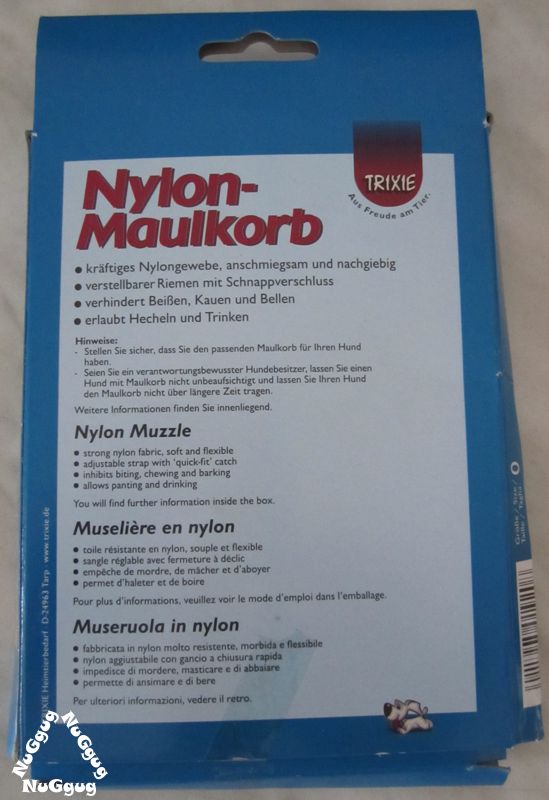 TRIXIE
Aus Freude am Tier.
Nylon-
Maulkorb
• kräftiges Nylongewebe, anschmiegsam und nachgiebig
• verstellbarer Riemen mit Schnappverschluss
• verhindert Beißen, Kauen und Bellen
• erlaubt Hecheln und Trinken
Hinweise:
- Stellen Sie sicher, dass Sie den passenden Maulkorb für Ihren Hund
haben.
- Seien Sie ein verantwortungsbewusster Hundebesitzer, lassen Sie einen
Hund mit Maulkorb nicht unbeaufsichtigt und lassen Sie Ihren Hund
den Maulkorb nicht über längere Zeit tragen.
Weitere Informationen finden Sie innenliegend.
Nylon Muzzle
• strong nylon fabric, soft and flexible
• adjustable strap with 'quick-fit' catch
• inhibits biting, chewing and barking
• allows panting and drinking
You will find further information inside the box.
Muselière en nylon
• toile résistante en nylon, souple et flexible
• sangle réglable avec fermeture à déclic
• empêche de mordre, de mâcher et d'aboyer
• permet d'haleter et de boire
Pour plus d'informations, veuillez voir le mode d'emploi dans l'emballage.
Museruola in nylon
• fabbricata in nylon molto resistente, morbida e flessibile
• nylon aggiustabile con gancio a chiusura rapida
• impedisce di mordere, masticare e di abbaiare
• permette di ansimare e di bere
Per ulteriori informazioni, vedere il retro.
TRIXIE Heimtierbedarf · D-24963 Tarp · www.trixie.de
Größe / Size /
Taille / Taglia
NuGgug
NuGgug
NuGgug